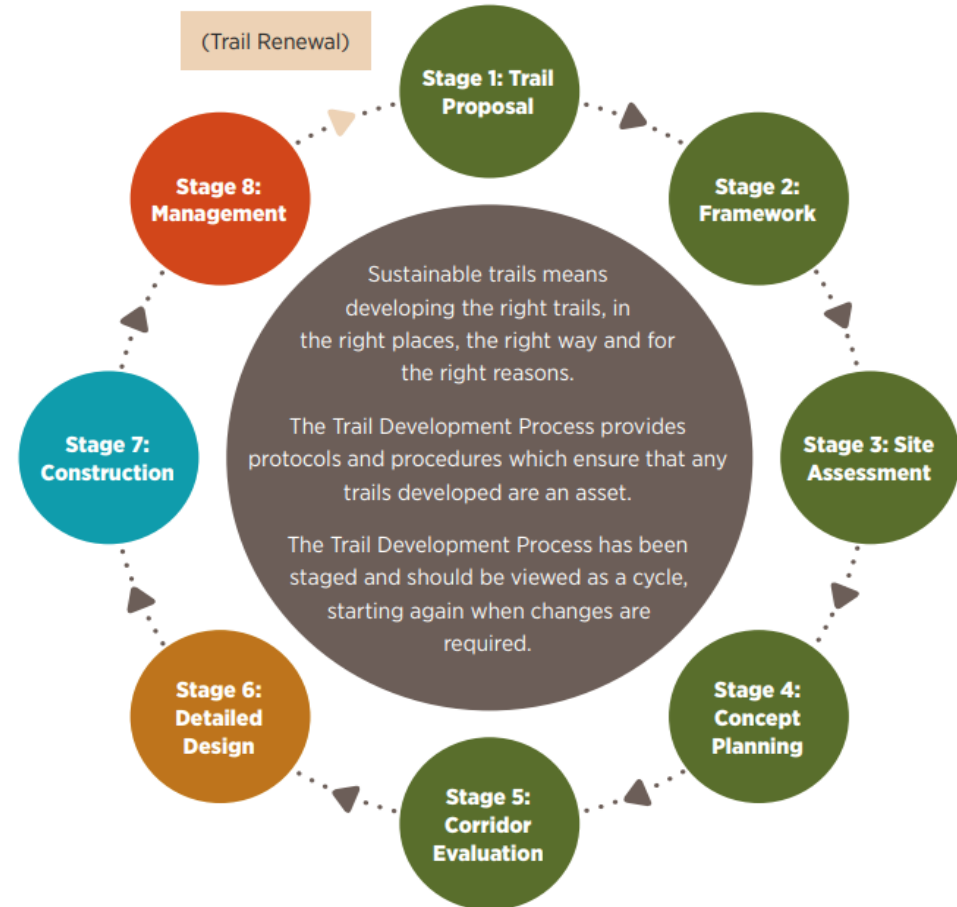 (Trail Renewal)
Stage 1: Trail
Proposal
Stage 2:
Framework
Stage 3: Site
Assessment
Stage 4:
Concept
Planning
Stage 5:
Corridor
Evaluation
Stage 6:
Detailed
Design
Stage 7:
Construction
Stage 8:
Management
Sustainable trails means
developing the right trails, in
the right places, the right way and for
the right reasons.
The Trail Development Process provides
protocols and procedures which ensure that any
trails developed are an asset.
The Trail Development Process has been
staged and should be viewed as a cycle,
starting again when changes are
required.